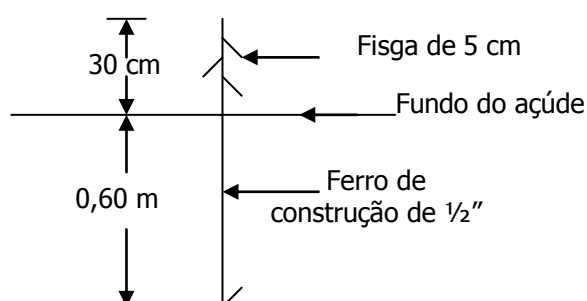 30 cm
Fisga de 5 cm
Fundo do açúde
0,60 m
Ferro de
construção de ½”